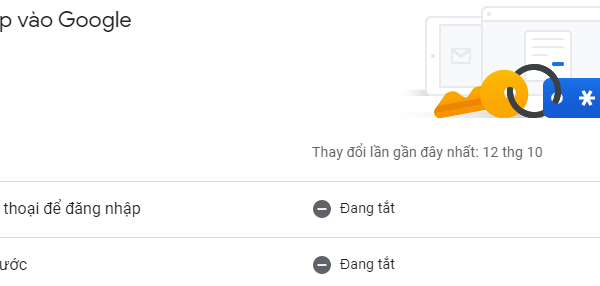 p vào Google
Thay đổi lần gần đây nhất: 12 thg 10
thoại để đăng nhập
Đang tắt
ước
Đang tắt